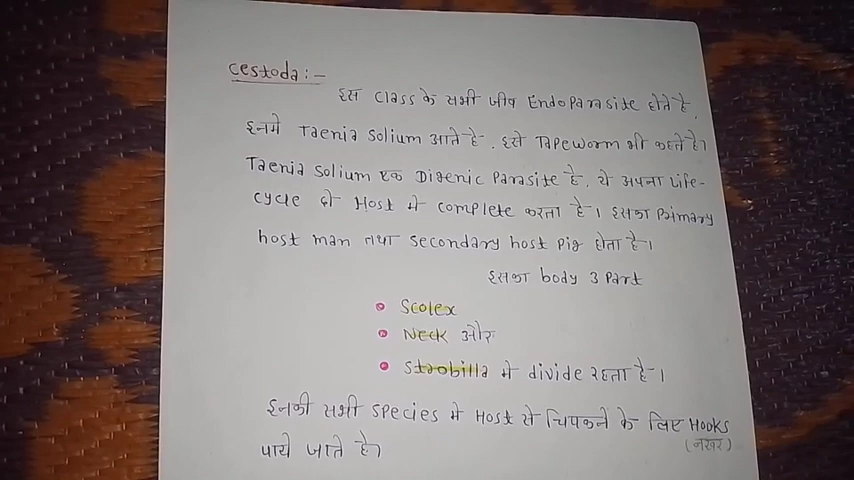 Cestoda:-
इस Class के सभी जीव Endo Parasite होते है,
इनमे Taenia Solium आते है. इसे Tapeworm भी कहते है।
Taenia Solium एक Digenic Parasite है, ये अपना Life-
cycle दो Host मे complete करता है। इसका Primary
host man तथा secondary host Pig होता है।
इसका body 3 Part
Scolex
Neck और
Strobilla मे divide रहता है।
इनकी सभी species मे Host से चिपकने के लिए Hooks
(नखर)
पाये जाते है।